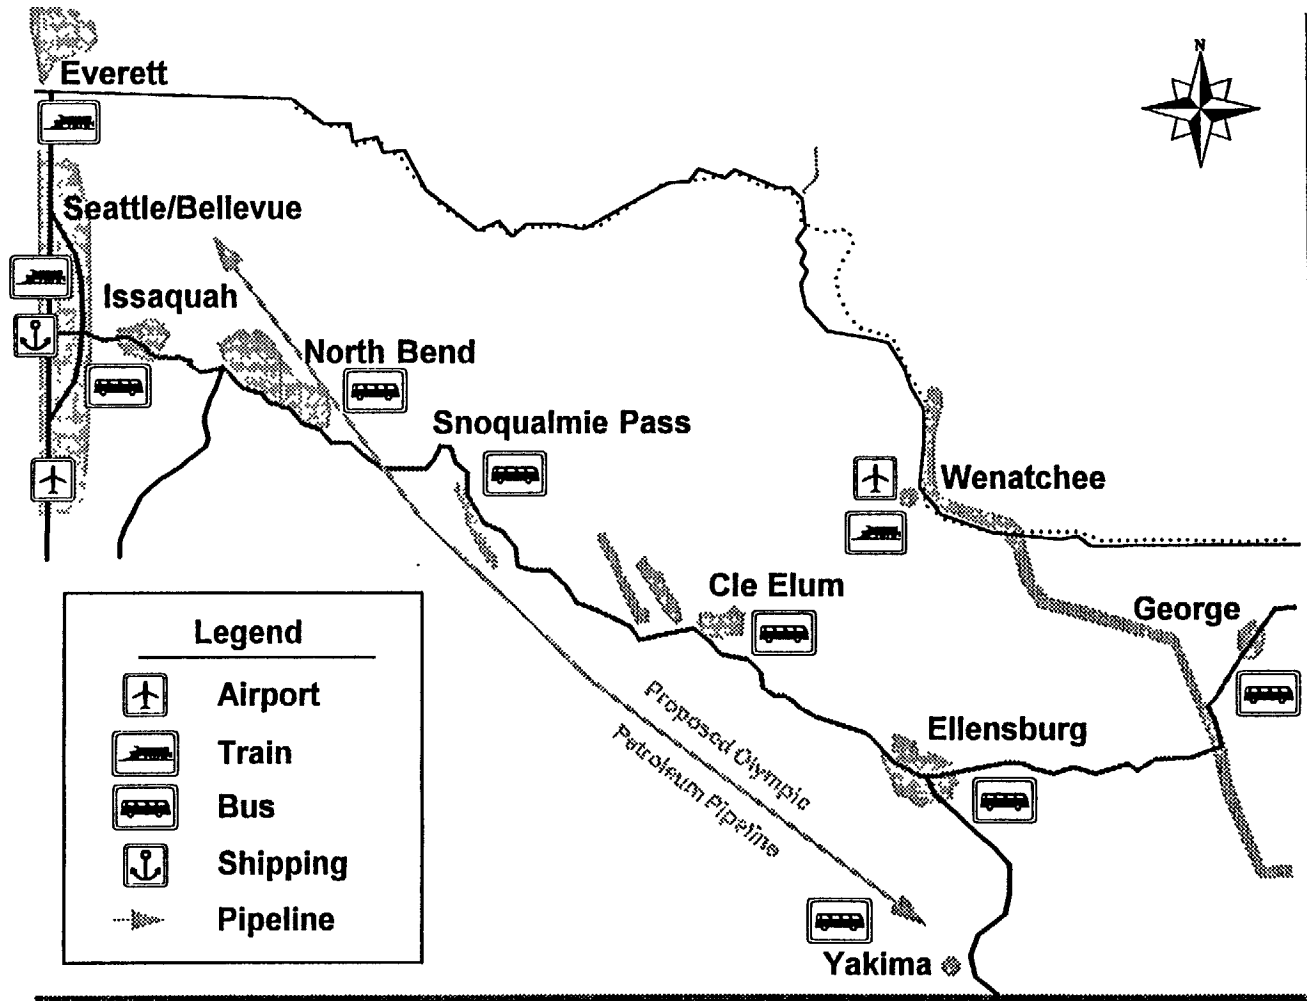 N
Everett
Seattle/Bellevue
Issaquah
North Bend
Snoqualmie Pass
Wenatchee
Cle Elum
George
Legend
Airport
Train
Bus
Shipping
Pipeline
Proposed Olympic
Petroleum Pipeline
Ellensburg
Yakima